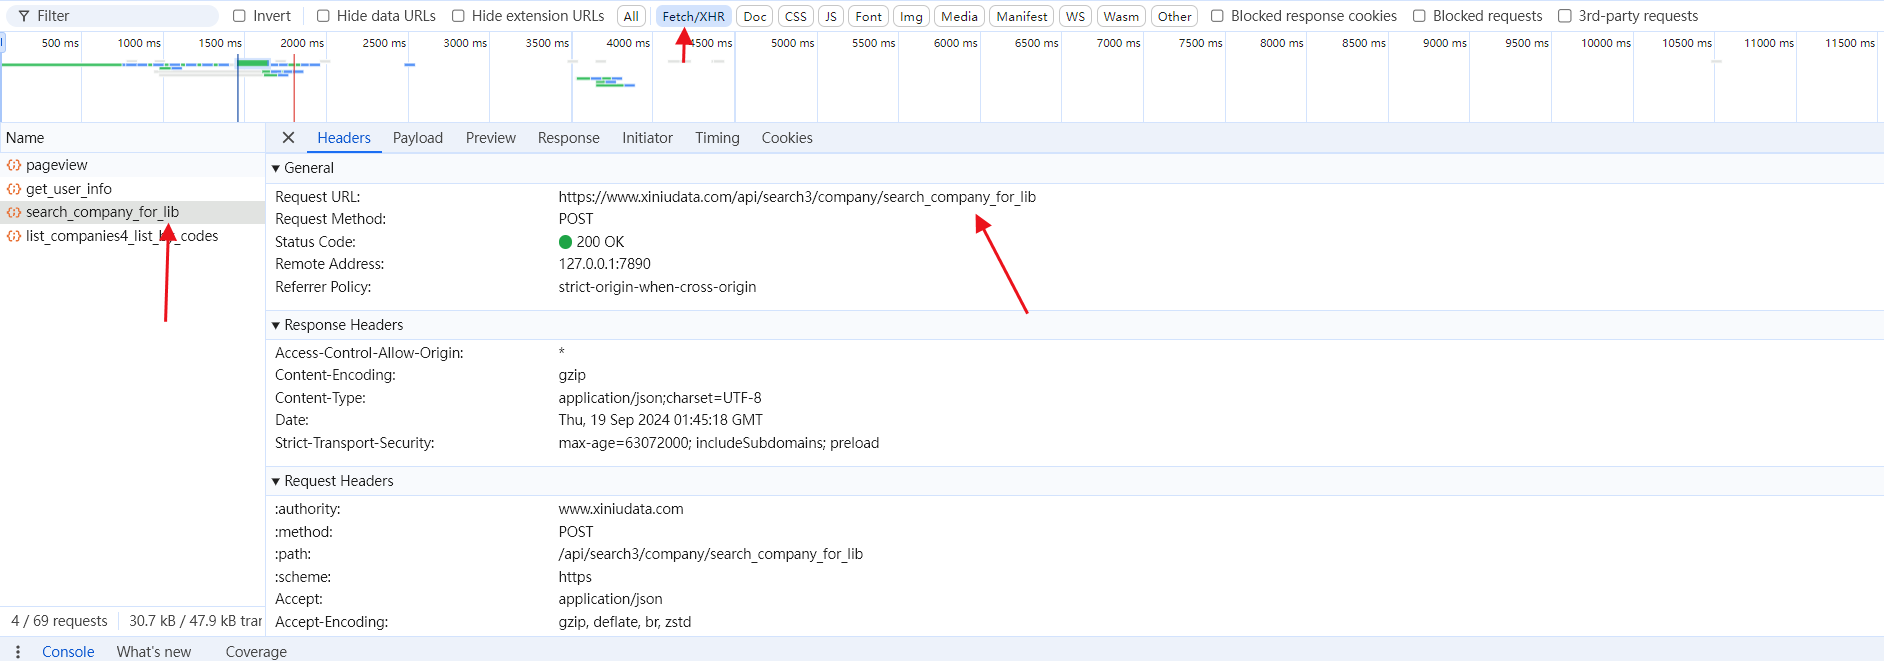 Filter Invert Hide data URLs Hide extension URLs All Fetch/XHR Doc CSS JS Font Img Media Manifest WS Wasm Other Blocked response cookies Blocked requests 3rd-party requests
500 ms 1000 ms 1500 ms 2000 ms 2500 ms 3000 ms 3500 ms 4000 ms 4500 ms 5000 ms 5500 ms 6000 ms 6500 ms 7000 ms 7500 ms 8000 ms 8500 ms 9000 ms 9500 ms 10000 ms 10500 ms 11000 ms 11500 ms
Name
pageview
get_user_info
search_company_for_lib
list_companies4_list_by_codes
4 / 69 requests 30.7 kB / 47.9 kB tran
Headers Payload Preview Response Initiator Timing Cookies
General
Request URL: https://www.xiniudata.com/api/search3/company/search_company_for_lib
Request Method: POST
Status Code: 200 OK
Remote Address: 127.0.0.1:7890
Referrer Policy: strict-origin-when-cross-origin
Response Headers
Access-Control-Allow-Origin: *
Content-Encoding: gzip
Content-Type: application/json;charset=UTF-8
Date: Thu, 19 Sep 2024 01:45:18 GMT
Strict-Transport-Security: max-age=63072000; includeSubdomains; preload
Request Headers
:authority: www.xiniudata.com
:method: POST
:path: /api/search3/company/search_company_for_lib
:scheme: https
Accept: application/json
Accept-Encoding: gzip, deflate, br, zstd
Console What's new Coverage